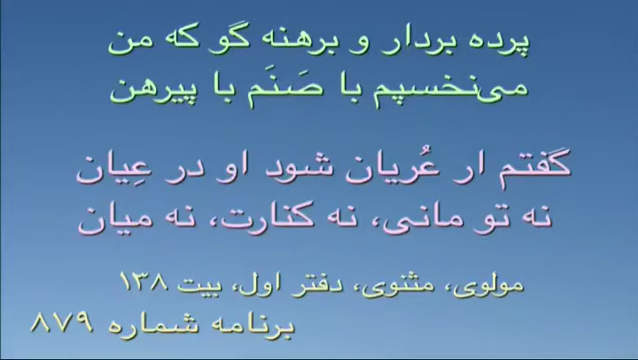 پرده بردار و برهنه گو که من
می‌نخسپم با صَنَم با پیرهن
گفتم ار عُریان شود او در عِیان
نه تو مانی، نه کنارت، نه میان
مولوی، مثنوی، دفتر اول، بیت ۱۳۸
برنامه شماره ۸۷۹